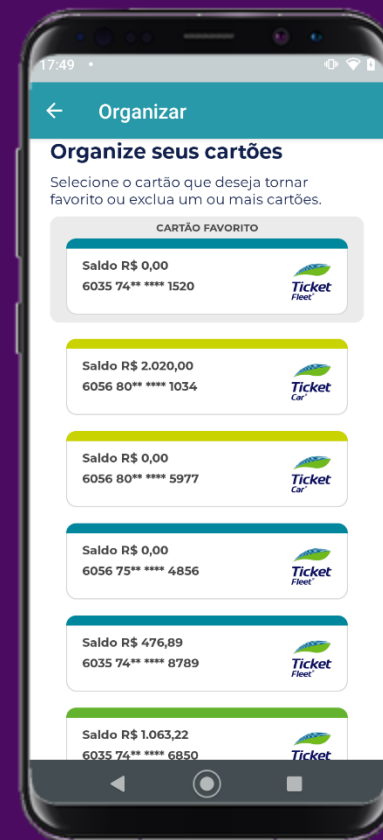 17:49
Organizar
Organize seus cartões
Selecione o cartão que deseja tornar
favorito ou exclua um ou mais cartões.
CARTÃO FAVORITO
Saldo R$ 0,00
6035 74** **** 1520
Ticket
Fleet
Saldo R$ 2.020,00
6056 80** **** 1034
Ticket
Car
Saldo R$ 0,00
6056 80** **** 5977
Ticket
Car
Saldo R$ 0,00
6056 75** **** 4856
Ticket
Fleet
Saldo R$ 476,89
6035 74** **** 8789
Ticket
Fleet
Saldo R$ 1.063,22
6035 74** **** 6850
Ticket